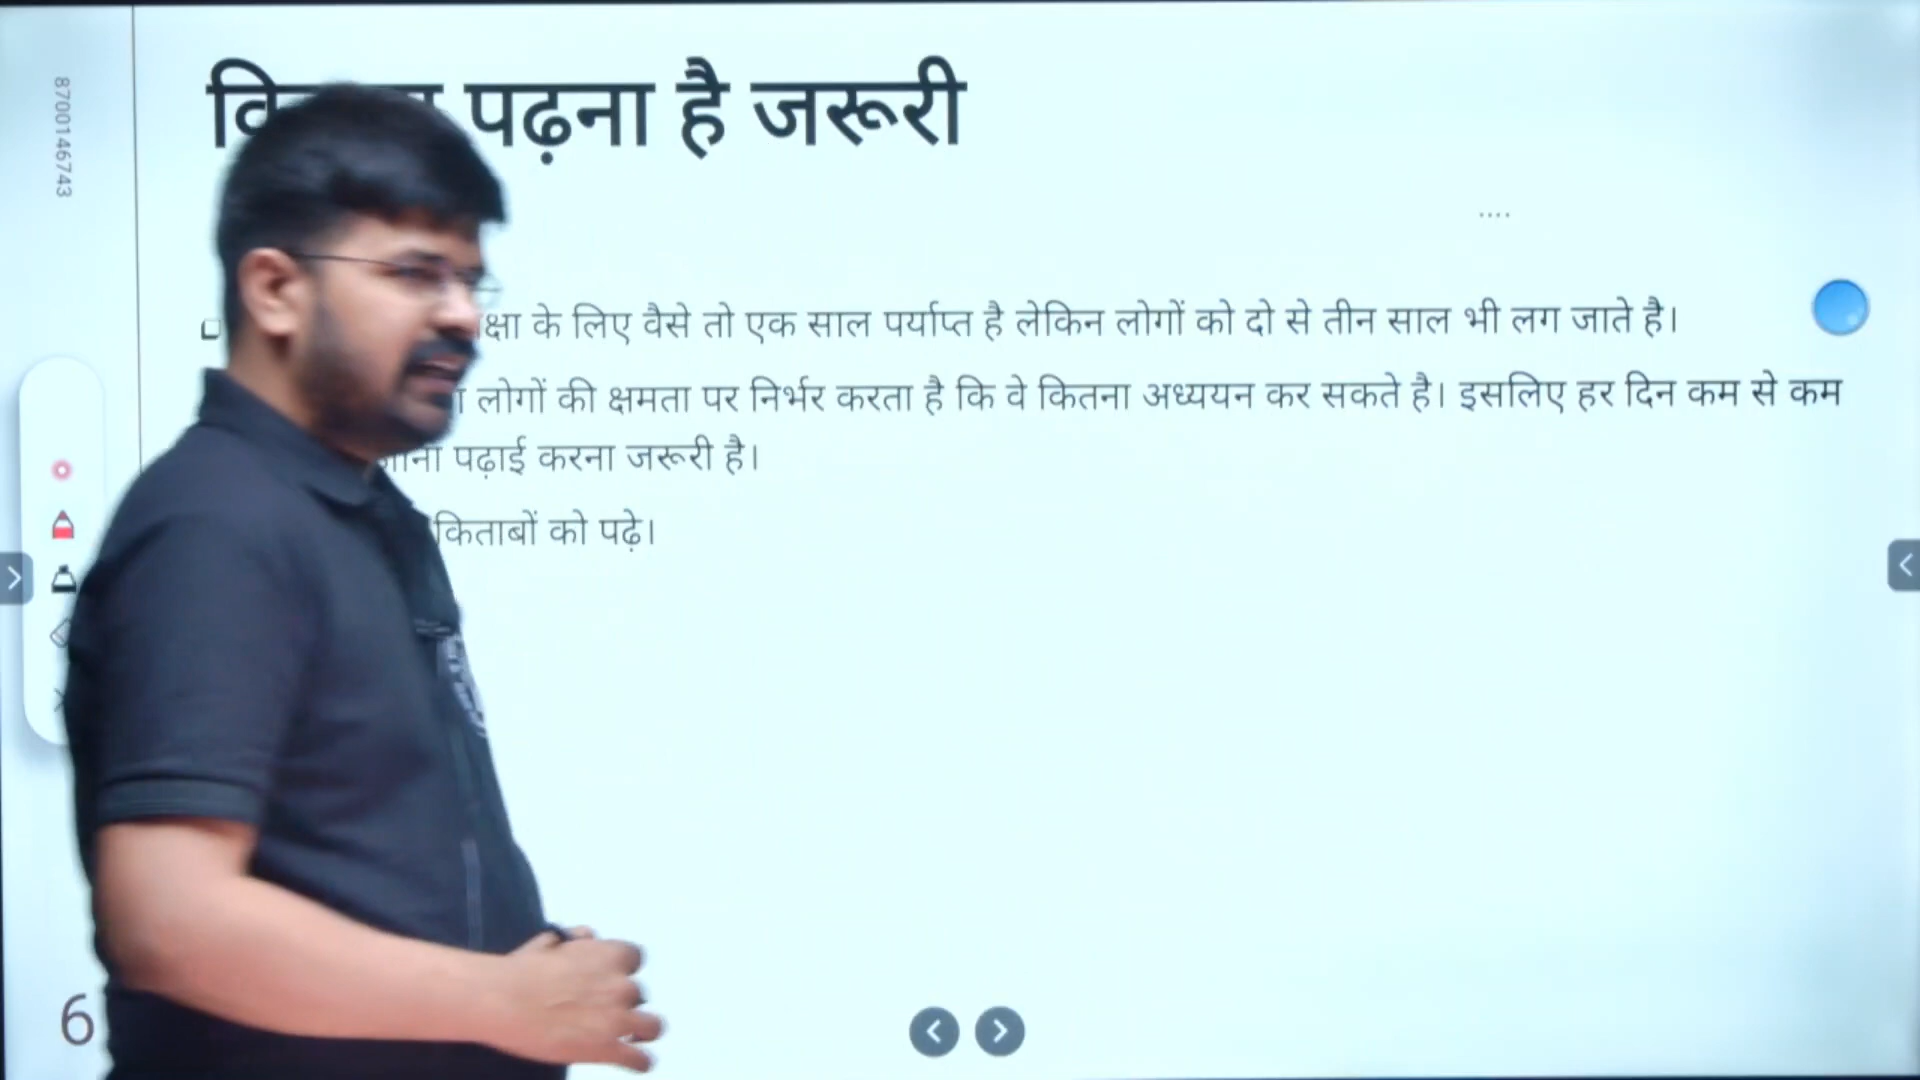 पढ़ना है जरूरी
के लिए वैसे तो एक साल पर्याप्त है लेकिन लोगों को दो से तीन साल भी लग जाते है।
लोगों की क्षमता पर निर्भर करता है कि वे कितना अध्ययन कर सकते है। इसलिए हर दिन कम से कम
पढ़ाई करना जरूरी है।
किताबों को पढ़े।
8700146743
6